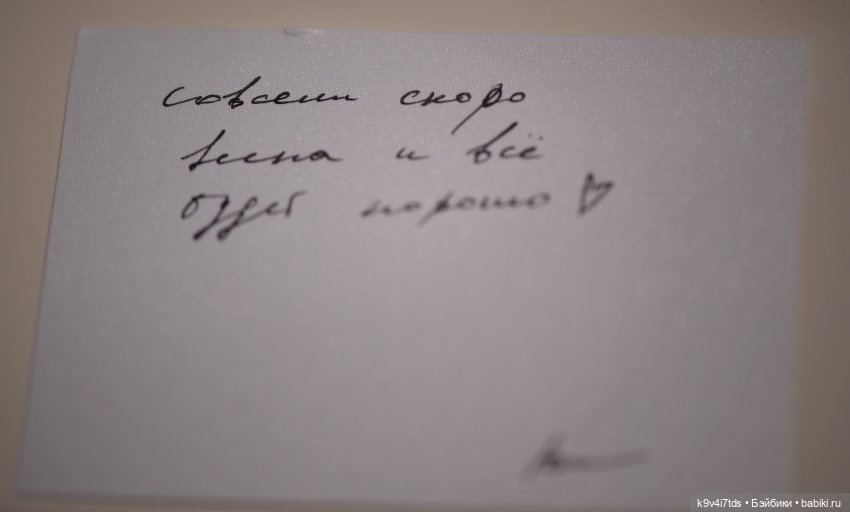 совсем скоро
весна и всё
будет хорошо ♡
k9v4i7tds • Бэйбики • babiki.ru